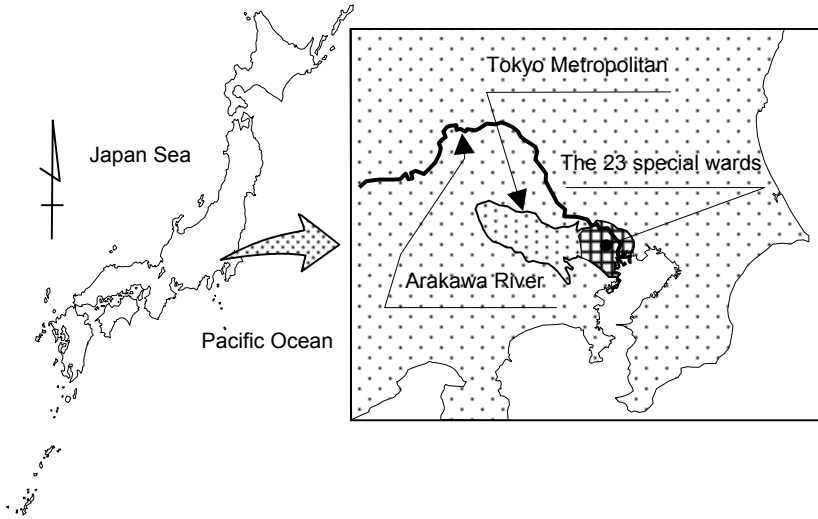 Tokyo Metropolitan
Japan Sea
The 23 special wards
Arakawa River
Pacific Ocean